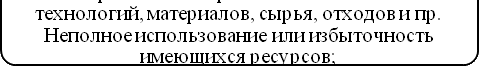 технологий, материалов, сырья, отходов и пр.
Неполное использование или избыточность
имеющихся ресурсов;